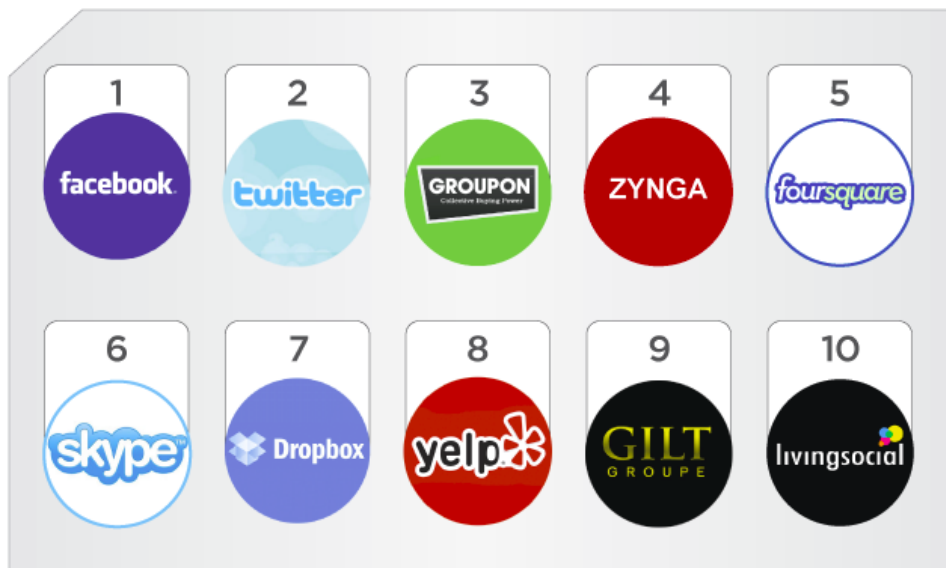 1 2 3 4 5
facebook
twitter
GROUPON
Collective Buying Power
ZYNGA
foursquare
6 7 8 9 10
skype TM
Dropbox
yelp
GILT
GROUPE
livingsocial